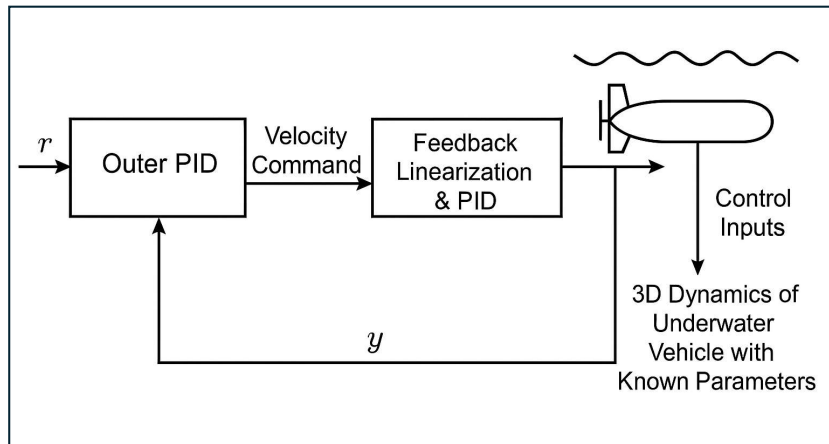 r
Outer PID
Velocity
Command
Feedback
Linearization
& PID
Control
Inputs
3D Dynamics of
Underwater
Vehicle with
Known Parameters
y